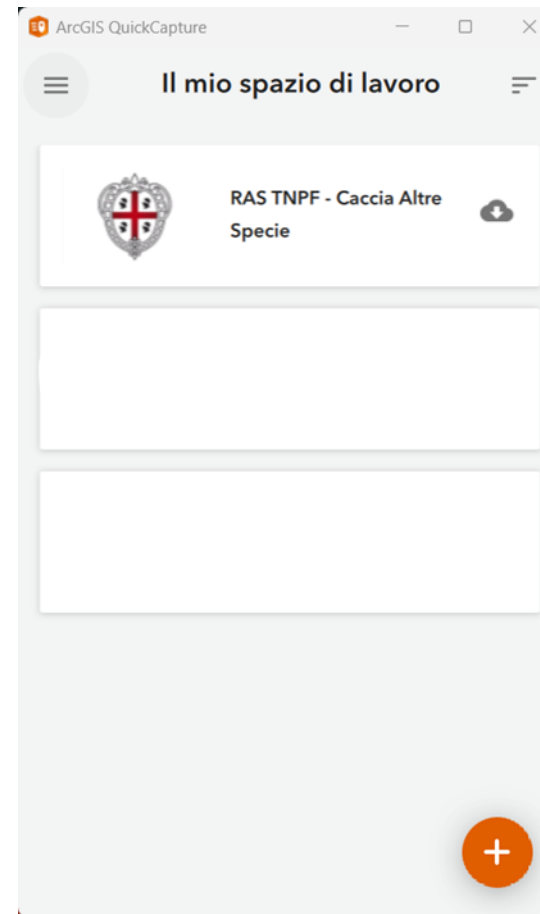 ArcGIS QuickCapture
Il mio spazio di lavoro
RAS TNPF - Caccia Altre
Specie